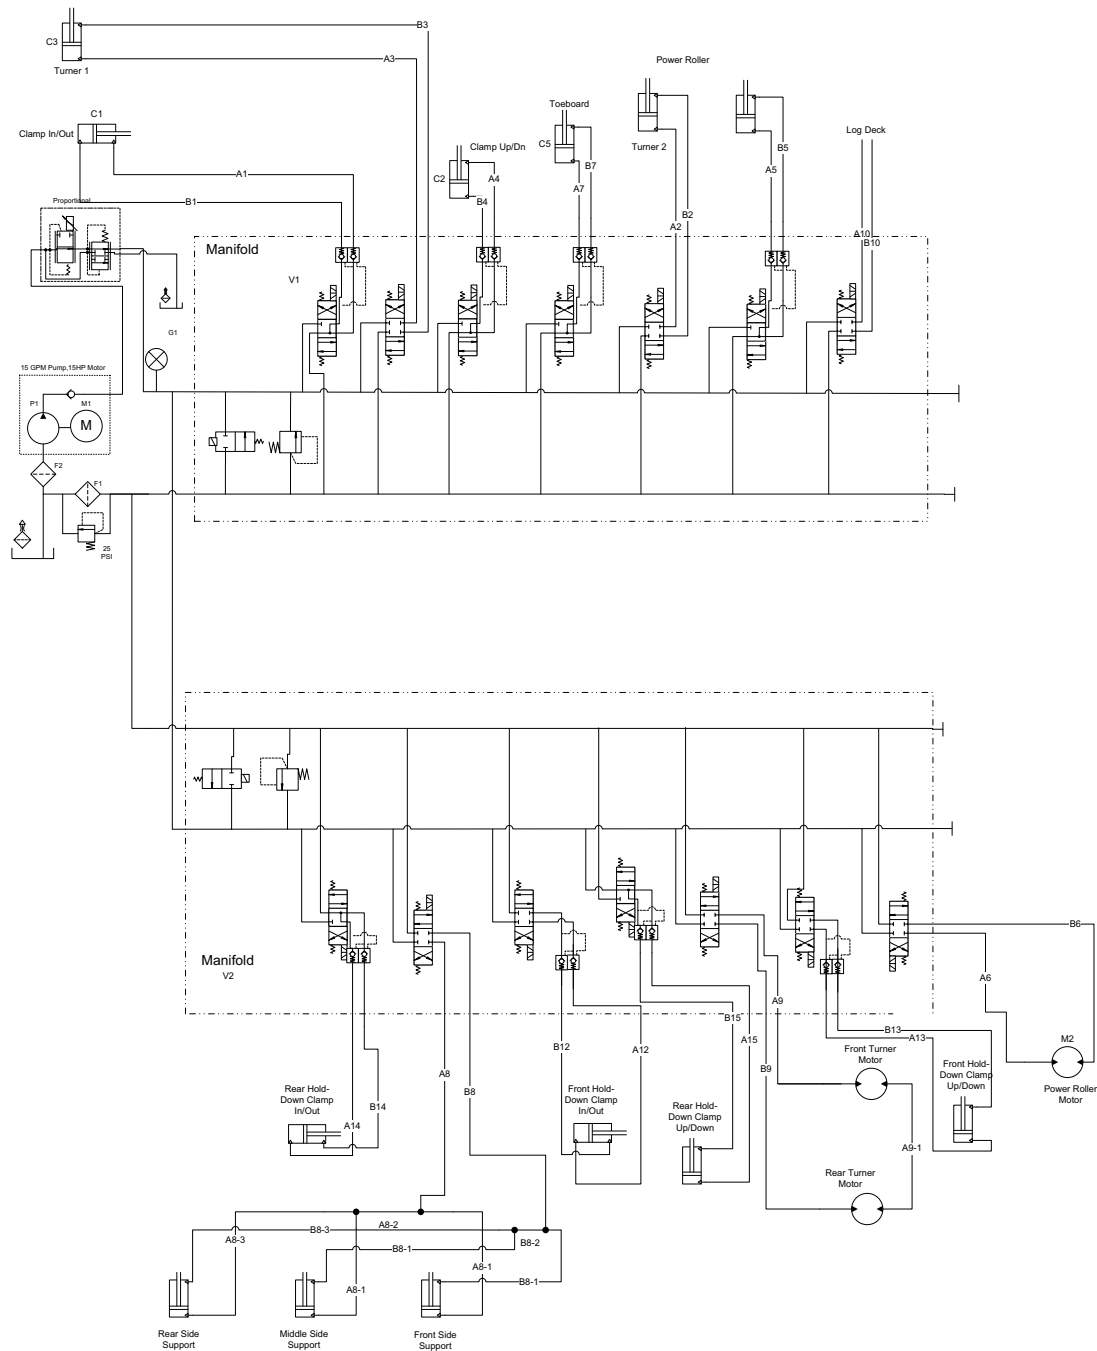 B3
C3
A3
Turner 1
Power Roller
C1
Clamp In/Out
Toeboard
Clamp Up/Dn
C5
Turner 2
Log Deck
B5
B7
A5
A1
C2
A4
A7
B1
B4
B2
Proportional
A2
A10
B10
Manifold
V1
G1
15 GPM Pump,15HP Motor
P1
M1
M
F2
F1
25
PSI
Manifold
V2
B6
A6
A9
B15
B13
A13
A15
M2
Power Roller
Motor
B12
A12
Front Turner
Motor
Front Hold-
Down Clamp
Up/Down
B9
A8
B8
Rear Hold-
Down Clamp
In/Out
B14
A14
Front Hold-
Down Clamp
In/Out
Rear Hold-
Down Clamp
Up/Down
A9-1
Rear Turner
Motor
A8-2
B8-3
A8-3
B8-2
B8-1
A8-1
B8-1
A8-1
Rear Side
Support
Middle Side
Support
Front Side
Support